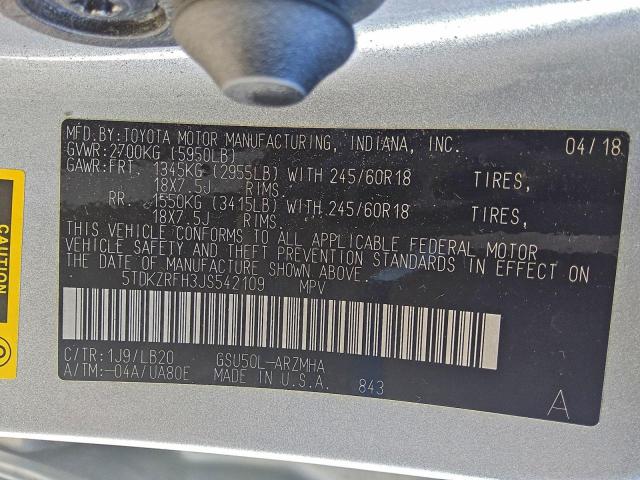 MFD.BY:TOYOTA MOTOR MANUFACTURING, INDIANA, INC. 04/18
GVWR:2700KG (5950LB)
GAWR:FRT. 1345KG (2955LB) WITH 245/60R18 TIRES,
18X7.5J RIMS.
RR. 1550KG (3415LB) WITH 245/60R18 TIRES,
18X7.5J RIMS.
THIS VEHICLE CONFORMS TO ALL APPLICABLE FEDERAL MOTOR
VEHICLE SAFETY AND THEFT PREVENTION STANDARDS IN EFFECT ON
THE DATE OF MANUFACTURE SHOWN ABOVE.
5TDKZRFH3JS542109 MPV
C/TR:1J9/LB20 GSU50L-ARZMHA
A/TM:-04A/UA80E MADE IN U.S.A. 843
A
CAUTION